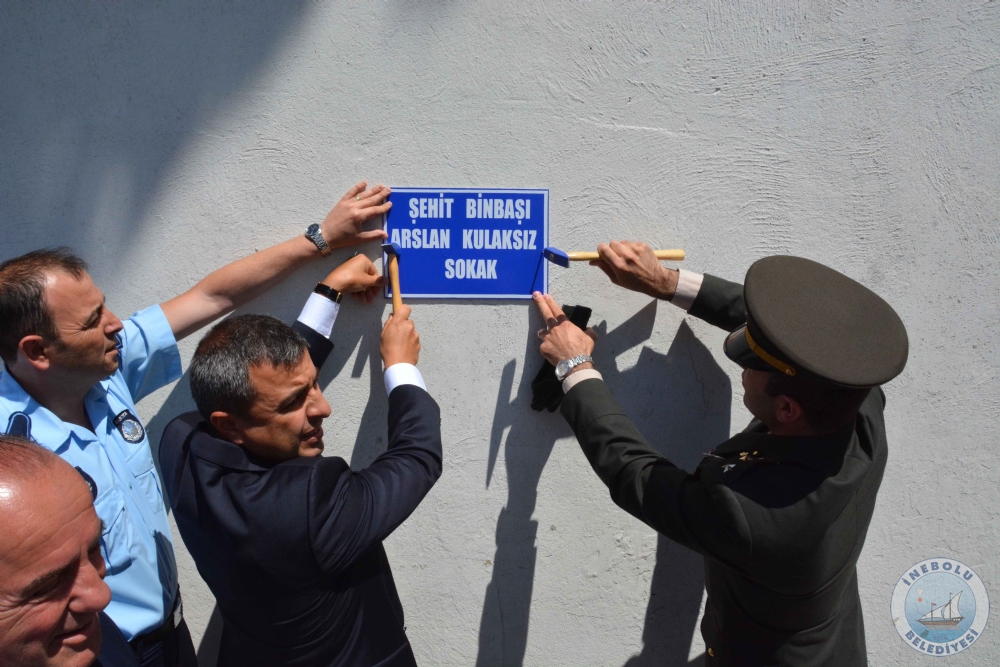 ŞEHİT BİNBAŞI
ARSLAN KULAKSIZ
SOKAK
İNEBOLU
BELEDİYESİ